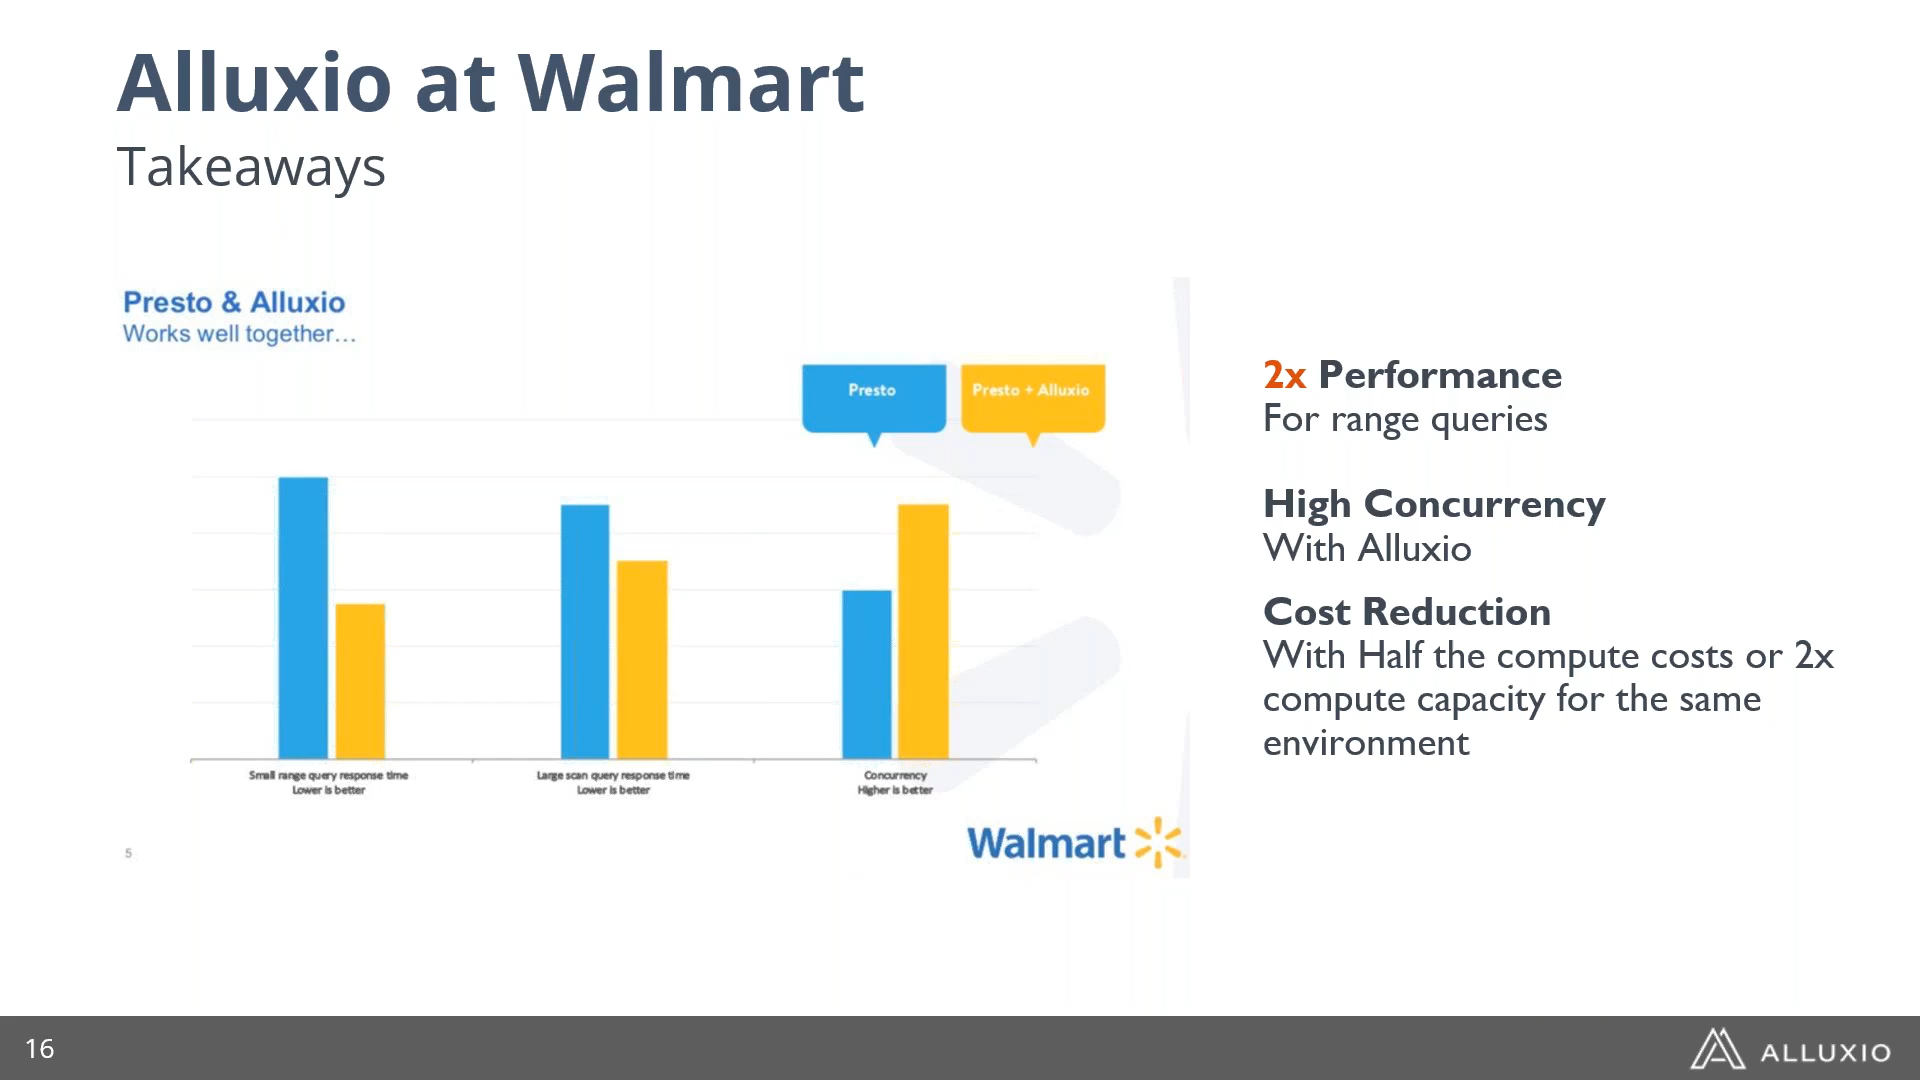 Alluxio at Walmart
Takeaways
Presto & Alluxio
Works well together…
Presto
Presto + Alluxio
Small range query response time
Lower is better
Large scan query response time
Lower is better
Concurrency
Higher is better
5
Walmart
2x Performance
For range queries
High Concurrency
With Alluxio
Cost Reduction
With Half the compute costs or 2x
compute capacity for the same
environment
16
ALLUXIO